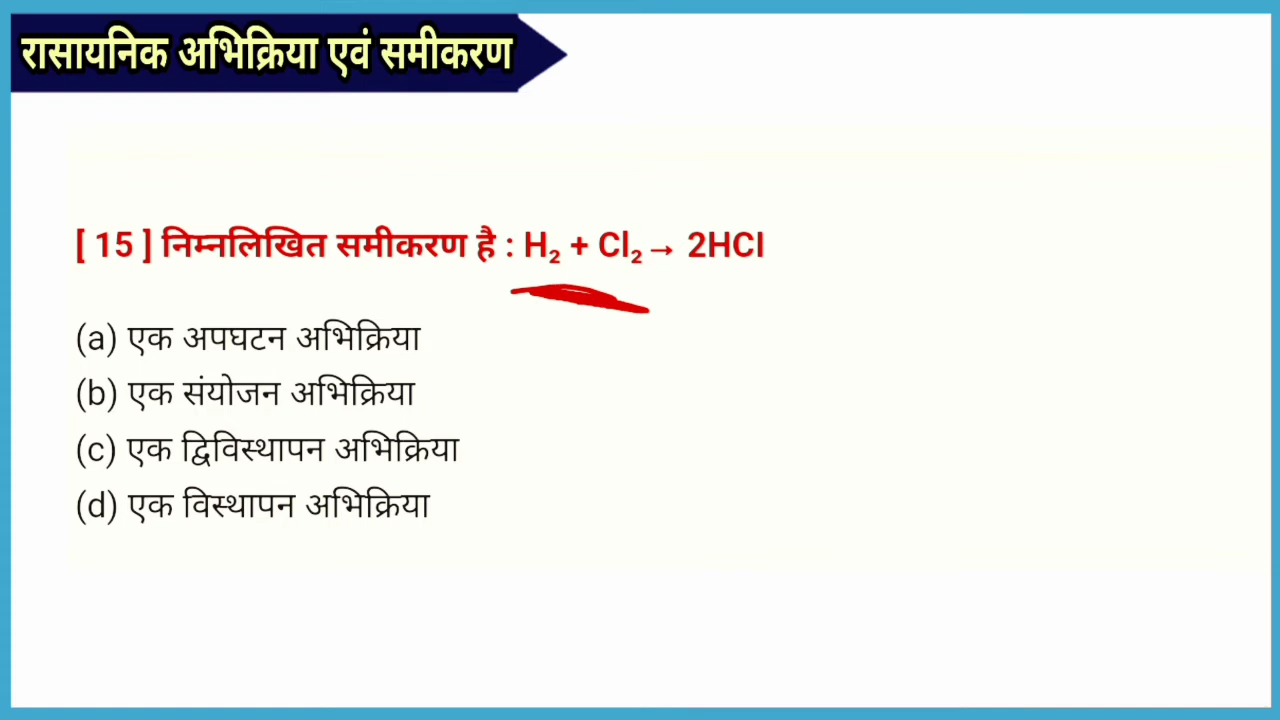 रासायनिक अभिक्रिया एवं समीकरण
[ 15 ] निम्नलिखित समीकरण है : H₂ + Cl₂ → 2HCl
(a) एक अपघटन अभिक्रिया
(b) एक संयोजन अभिक्रिया
(c) एक द्विविस्थापन अभिक्रिया
(d) एक विस्थापन अभिक्रिया